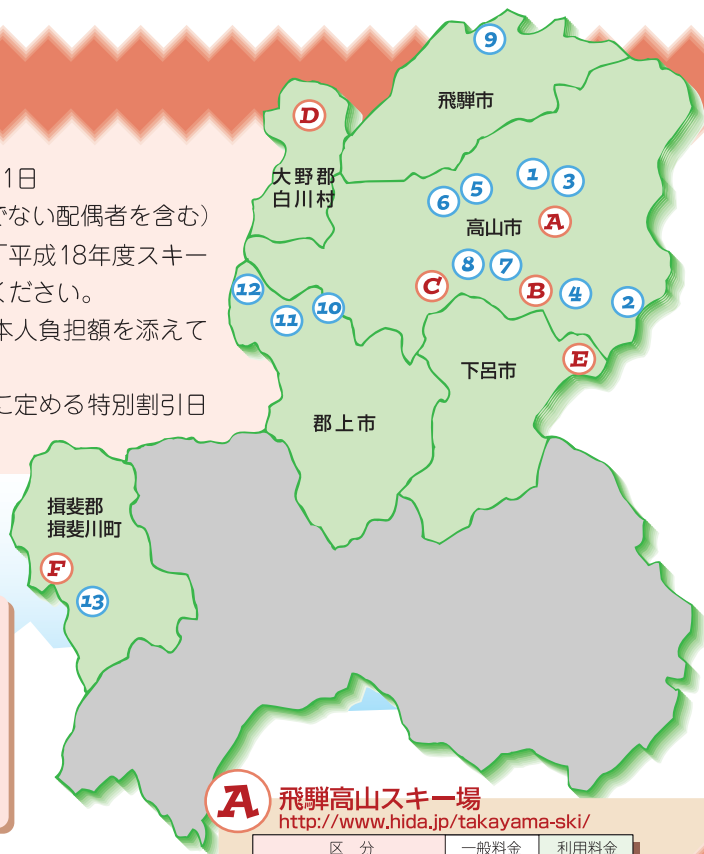 9
飛騨市
D
1日
大野郡
白川村
1
3
5
6
でない配偶者を含む）
高山市
A
「平成18年度スキー
8
7
ください。
12
C
B
4
2
11
10
本人負担額を添えて
下呂市
E
に定める特別割引日
郡上市
揖斐郡
揖斐川町
F
13
A 飛騨高山スキー場
http://www.hida.jp/takayama-ski/
区 分 一般料金 利用料金